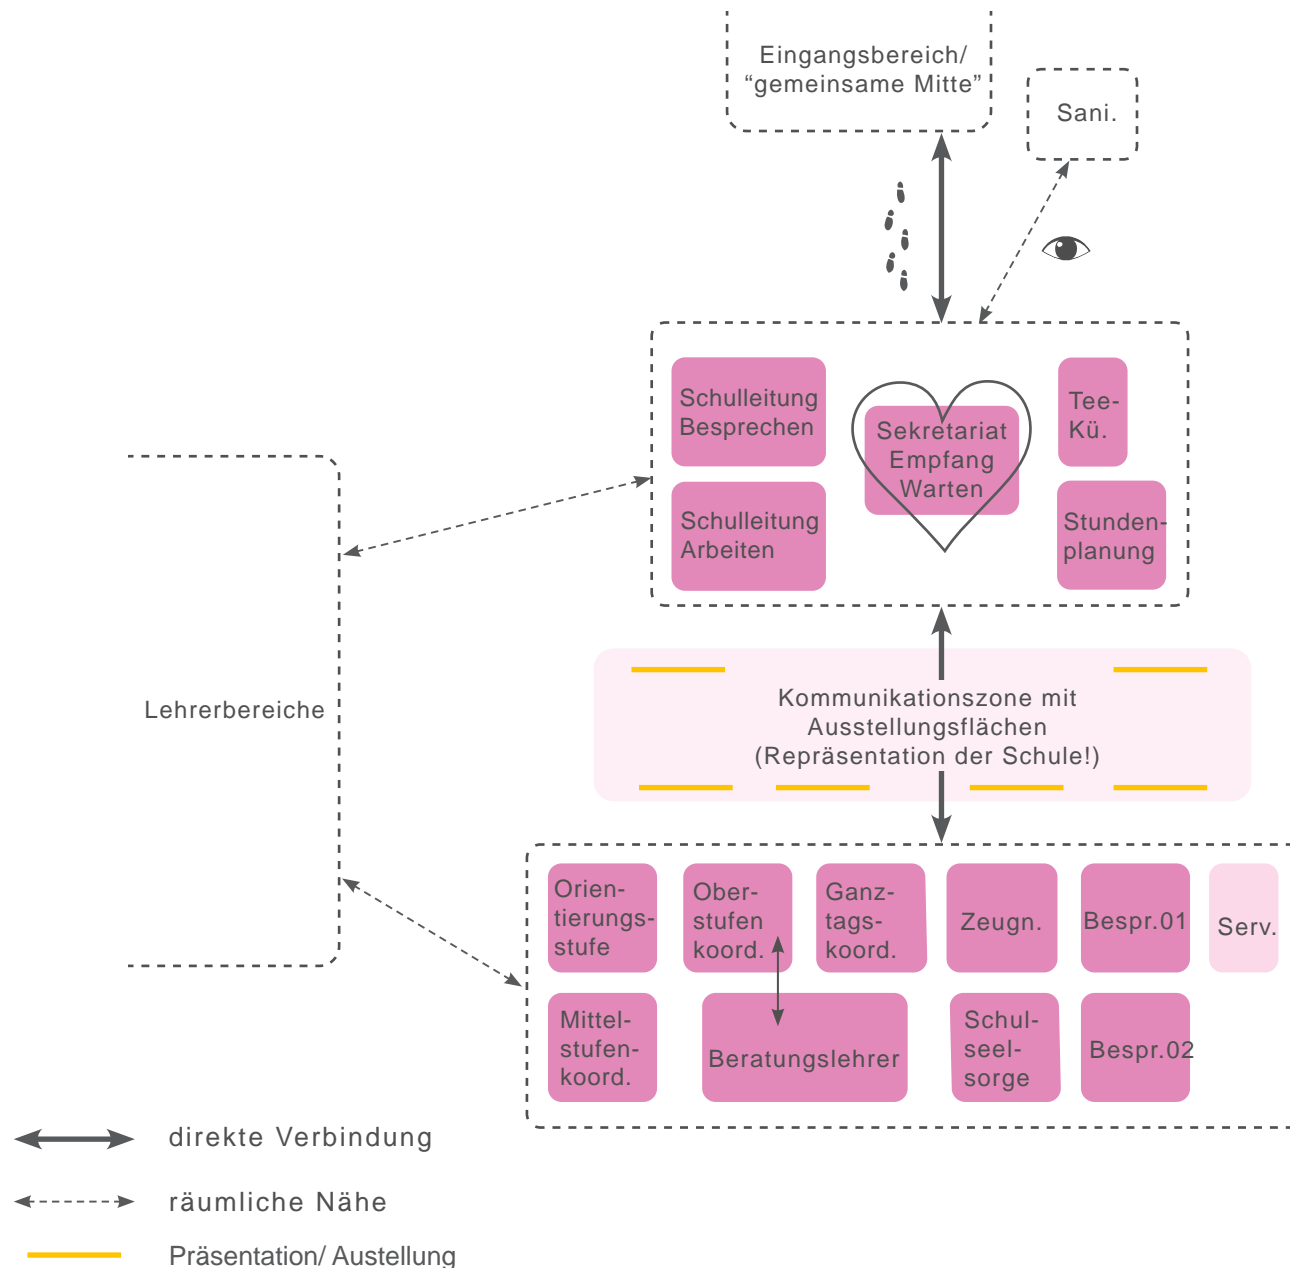 Eingangsbereich/
“gemeinsame Mitte”
Sani.
Schulleitung
Besprechen
Sekretariat
Empfang
Warten
Tee-
Kü.
Schulleitung
Arbeiten
Stunden-
planung
Lehrerbereiche
Kommunikationszone mit
Ausstellungsflächen
(Repräsentation der Schule!)
Orien-
tierungs-
stufe
Ober-
stufen
koord.
Ganz-
tags-
koord.
Zeugn.
Bespr.01
Serv.
Mittel-
stufen-
koord.
Beratungslehrer
Schul-
seel-
sorge
Bespr.02
direkte Verbindung
räumliche Nähe
Präsentation/ Austellung